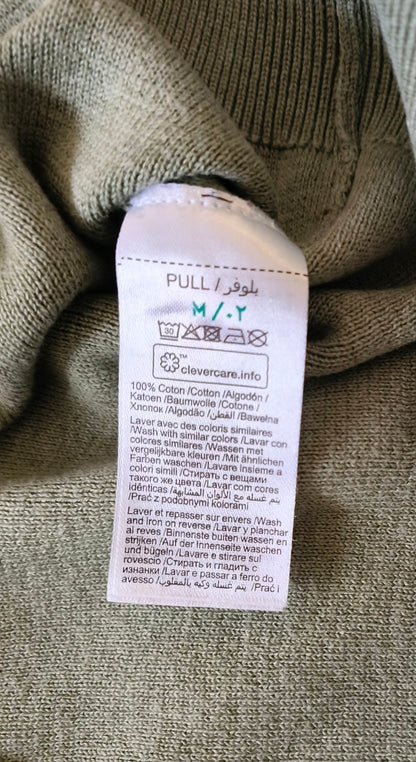 PULL / بلوفر
M/٠٢
30
clevercare.info
100% Coton /Cotton /Algodón /
Katoen /Baumwolle /Cotone /
Хлопок /Algodão /القطن/ /Bawełna
Laver avec des coloris similaires
/Wash with similar colors /Lavar con
colores similares /Wassen met
vergelijkbare kleuren /Mit ähnlichen
Farben waschen /Lavare insieme a
colori simili /Стирать с вещами
такого же цвета /Lavar com cores
idênticas / يتم غسله مع الألوان المشابهة/
/Prać z podobnymi kolorami
Laver et repasser sur envers /Wash
and Iron on reverse /Lavar y planchar
al reves /Binnenste buiten wassen en
strijken /Auf der Innenseite waschen
und bügeln /Lavare e stirare sul
rovescio /Стирать и гладить с
изнанки /Lavar e passar a ferro do
avesso / يتم غسله وكيه بالمقلوب/ /Prać i